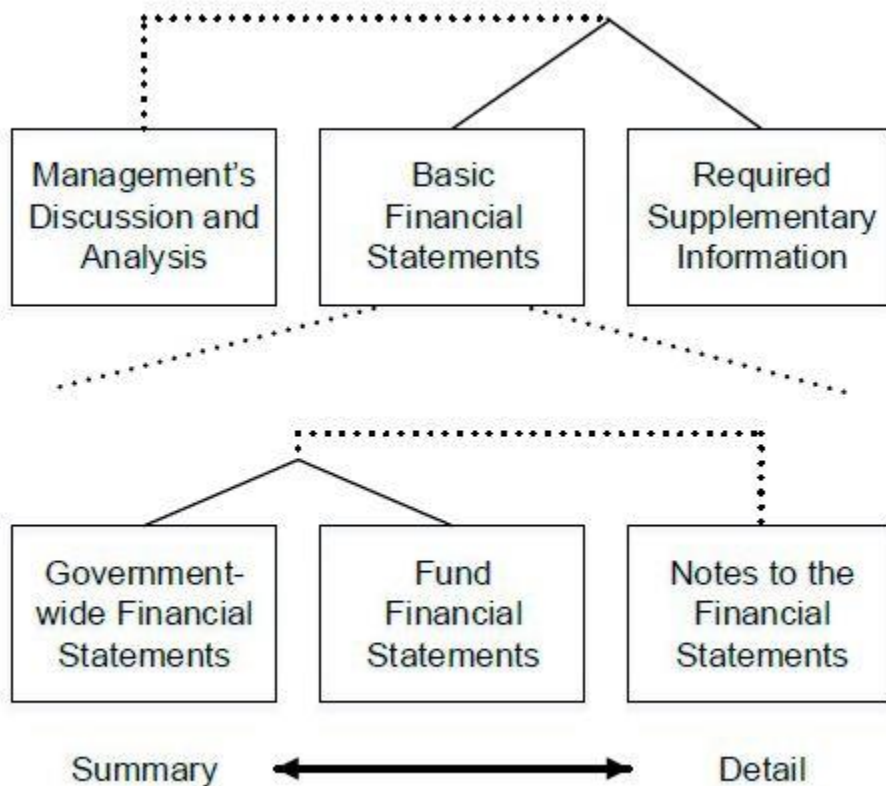 Management's
Discussion and
Analysis
Basic
Financial
Statements
Required
Supplementary
Information
Government-
wide Financial
Statements
Fund
Financial
Statements
Notes to the
Financial
Statements
Summary
Detail